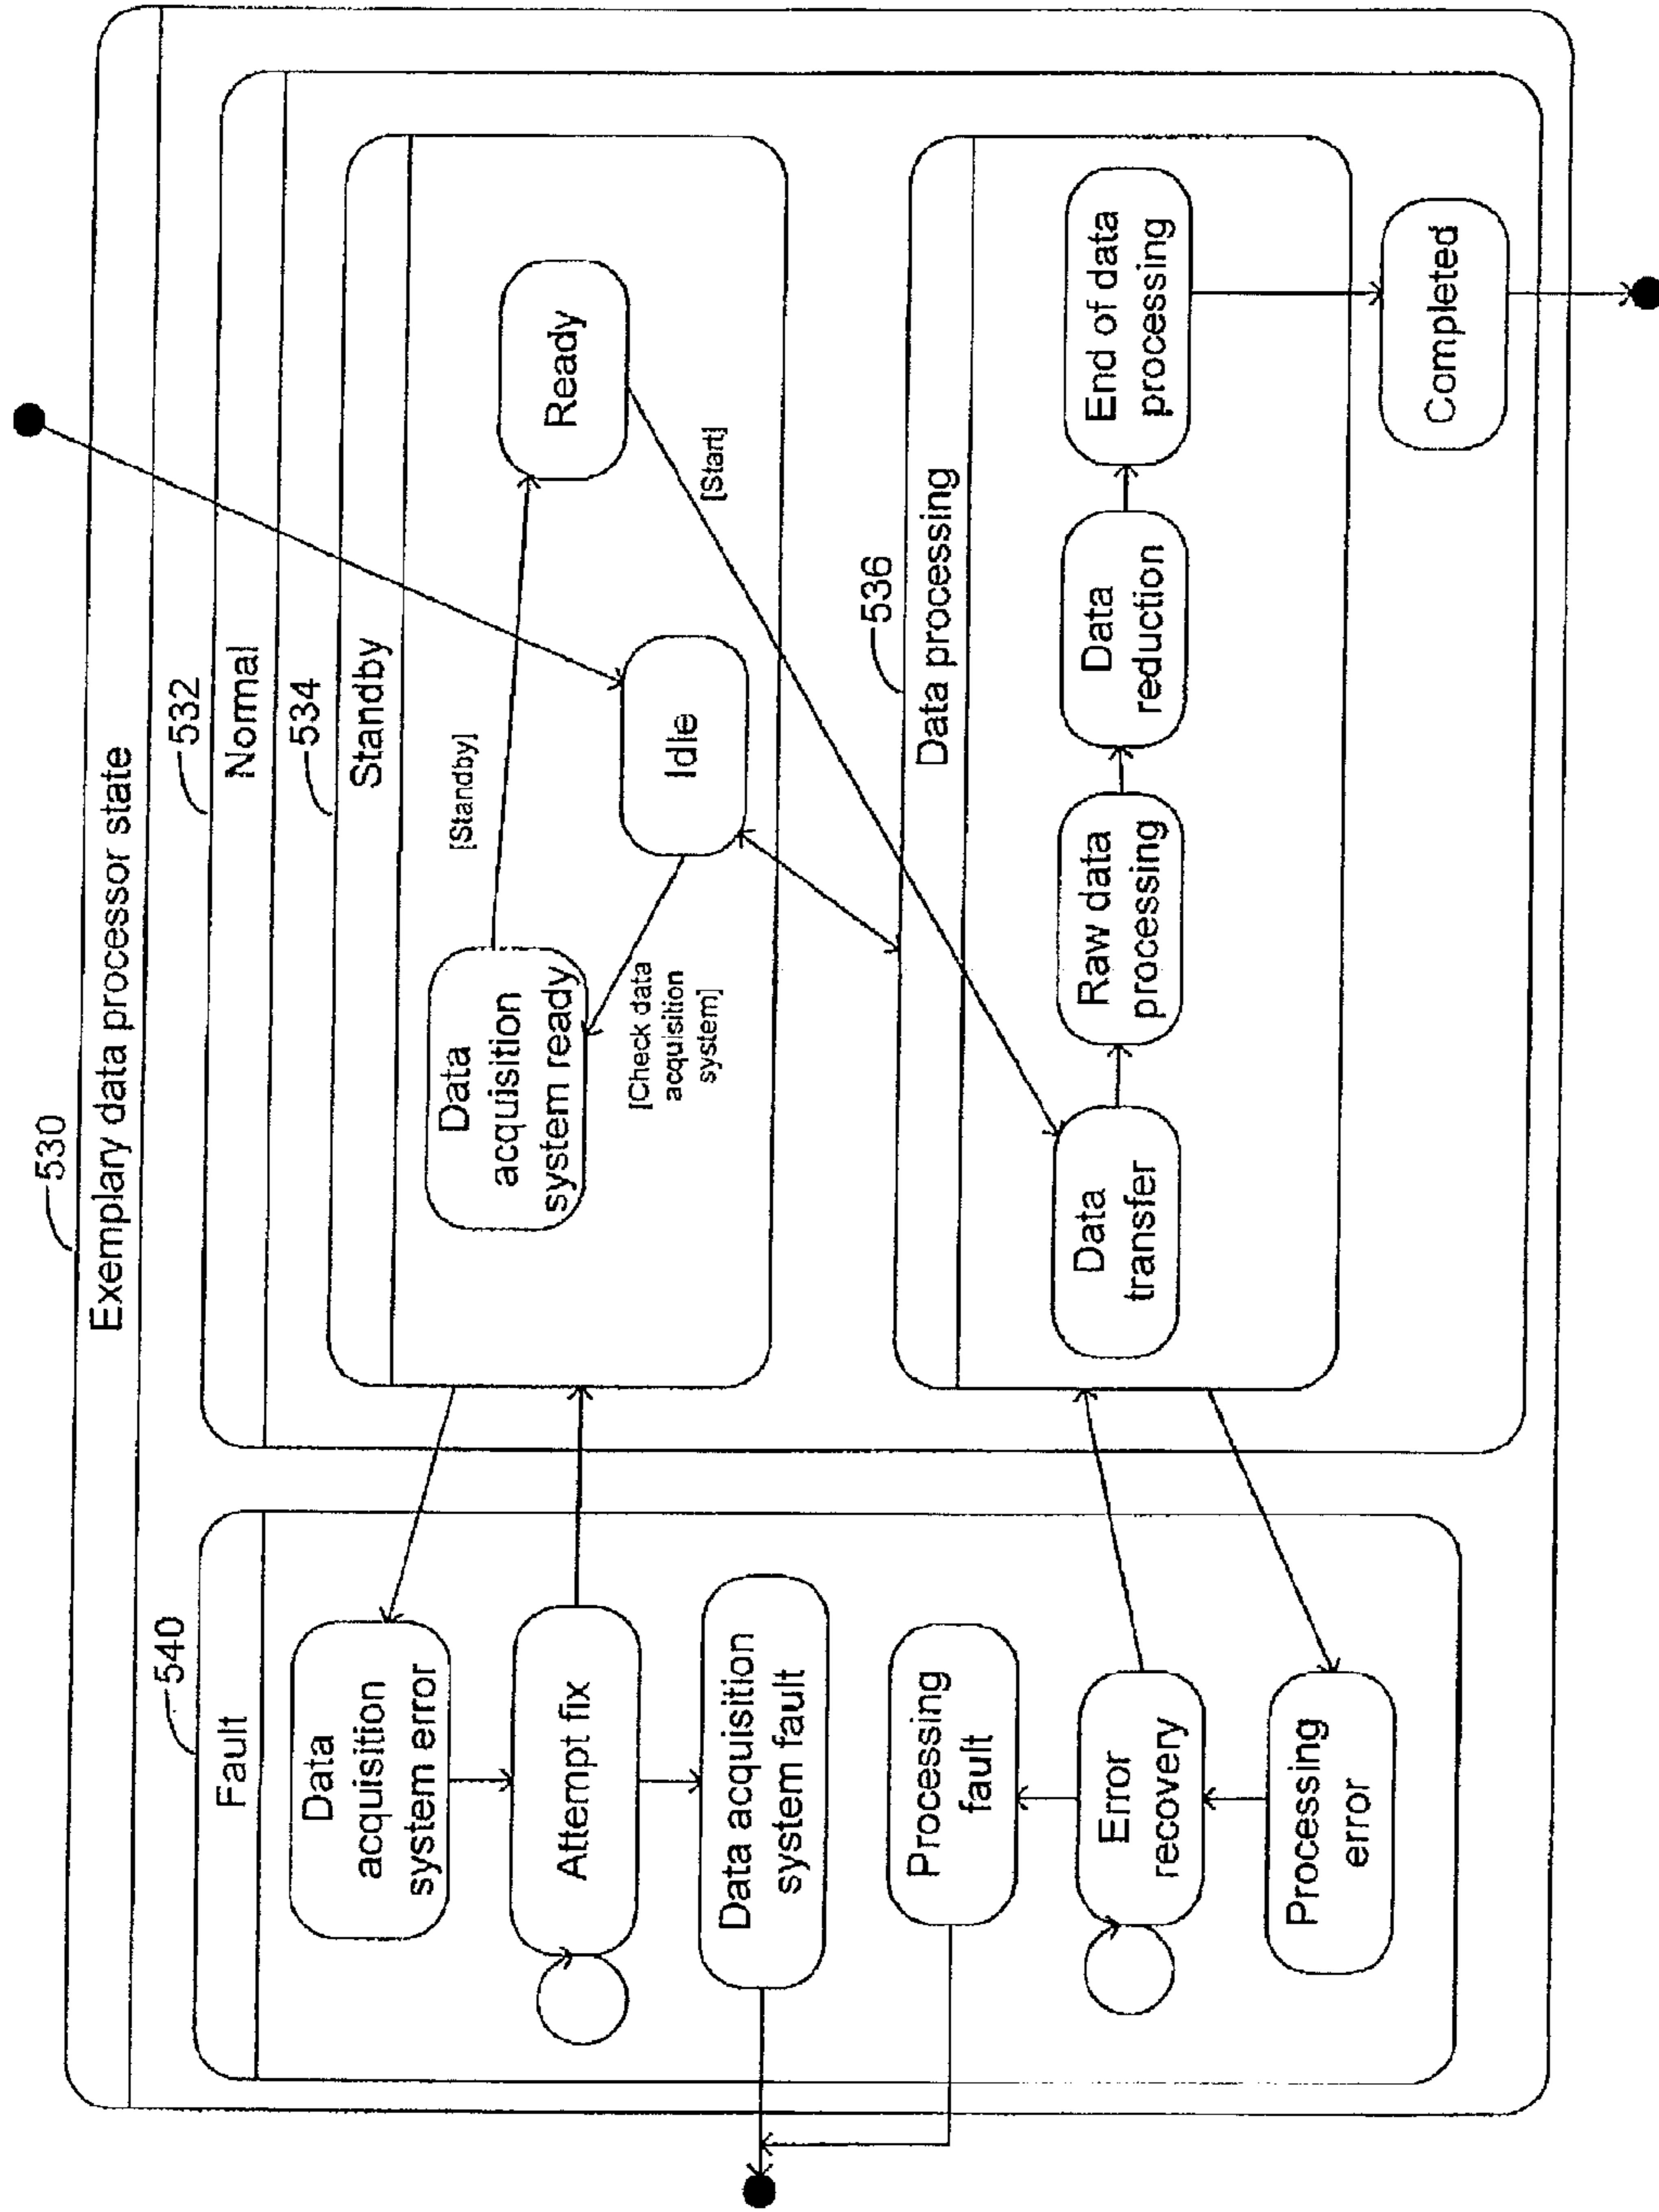 530
Exemplary data processor state
540
Fault
Data
acquisition
system error
Attempt fix
Data acquisition
system fault
Processing
fault
Error
recovery
Processing
error
532
Normal
534
Standby
Data
acquisition
system ready
[Standby]
Ready
Idle
[Check data
acquisition
system]
[Start]
536
Data processing
Data
transfer
Raw data
processing
Data
reduction
End of data
processing
Completed